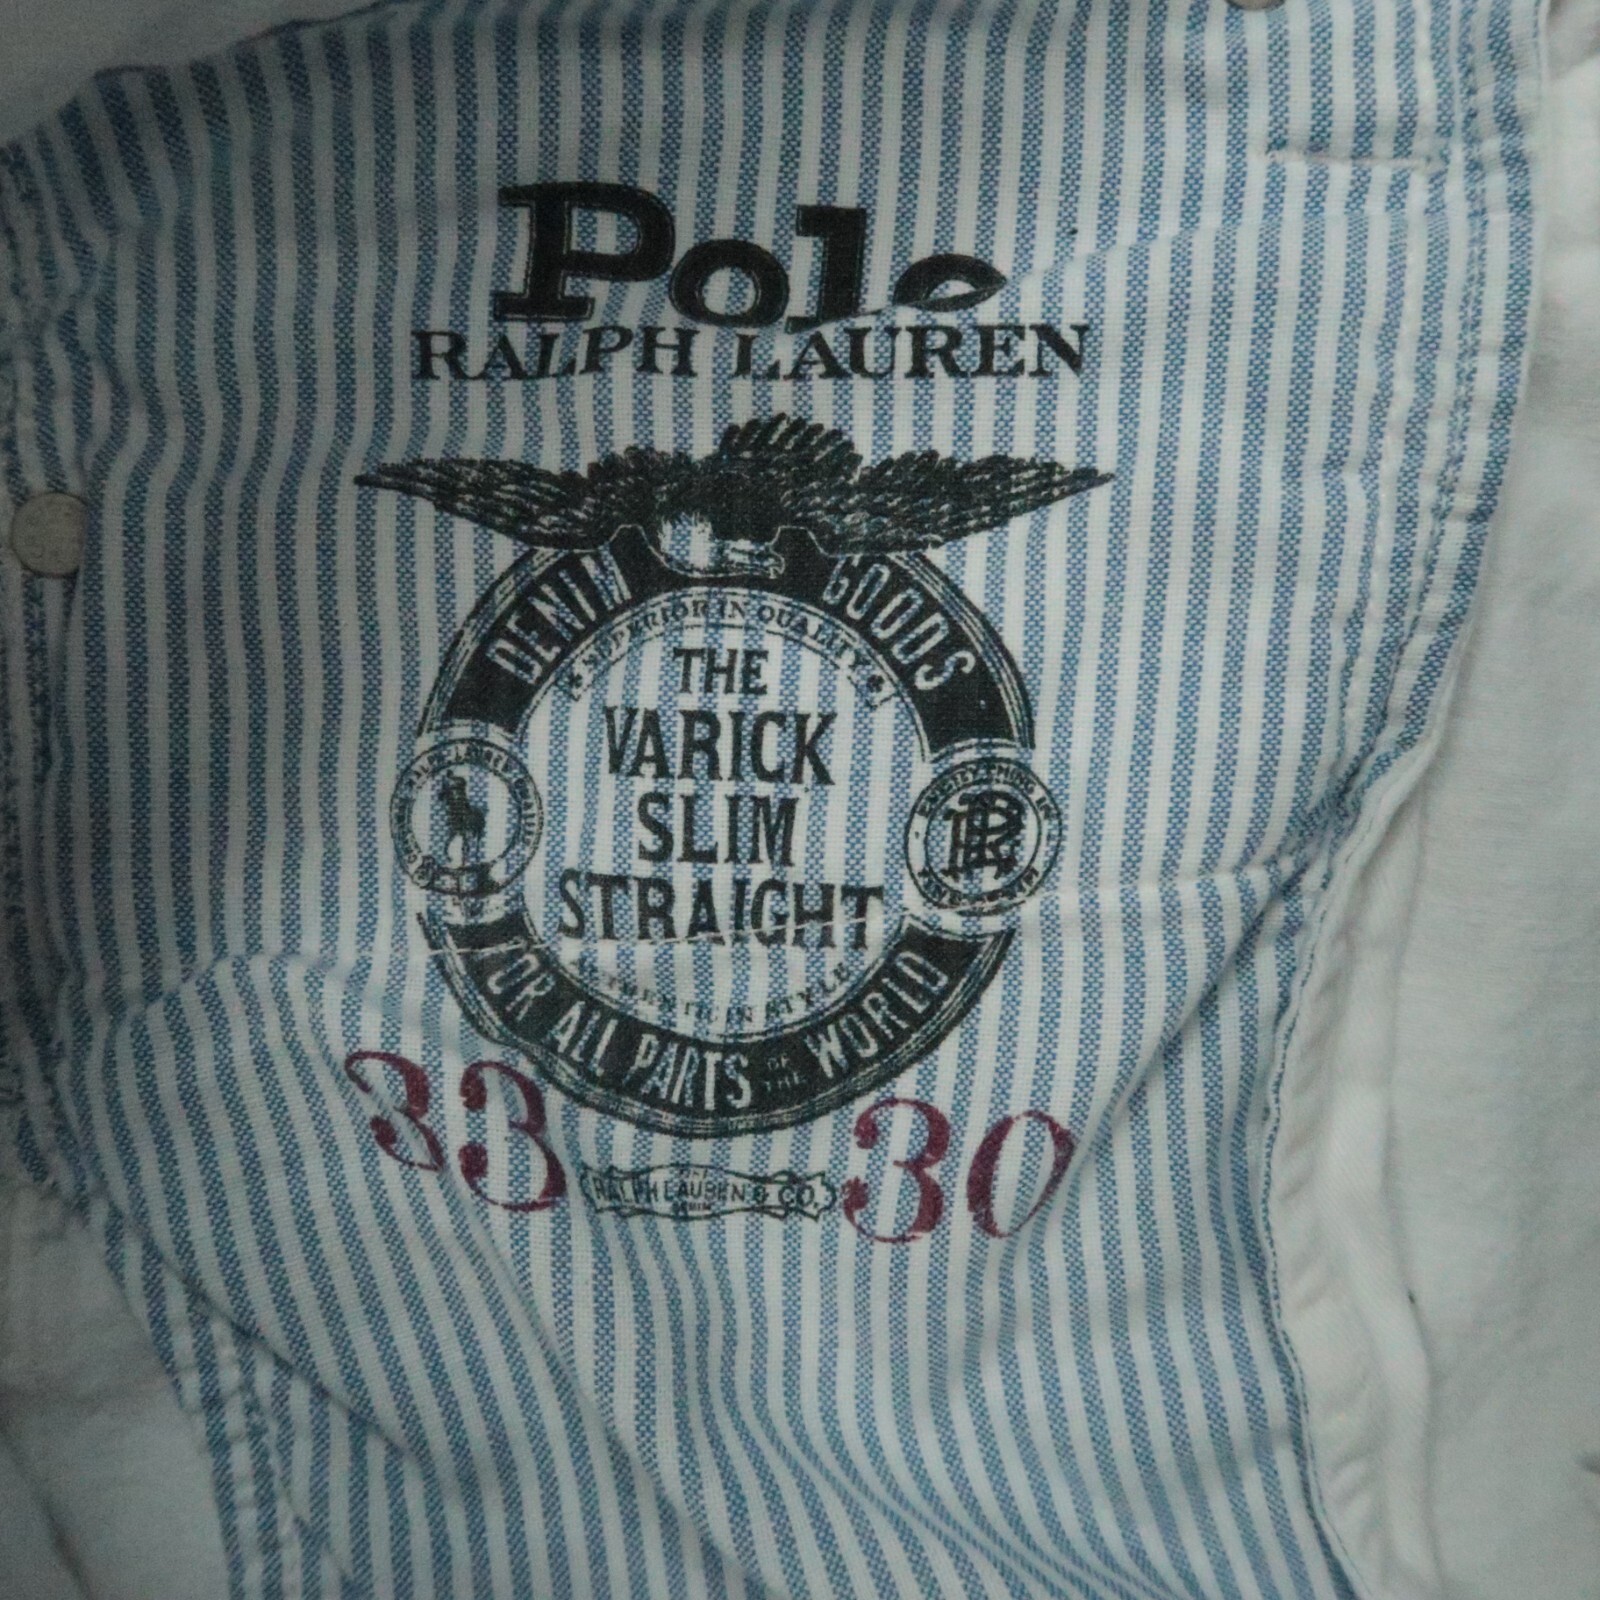 Polo
RALPH LAUREN
DENIM GOODS
SUPERIOR IN QUALITY
THE
VARICK
SLIM
STRAIGHT
AUTHENTIC IN STYLE
FOR ALL PARTS OF THE WORLD
33 30
RALPH LAUREN & CO.
DENIM